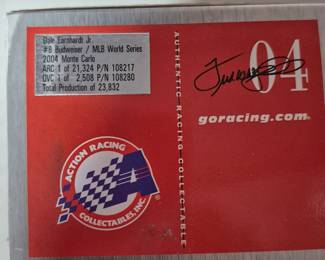 Dale Earnhardt Jr.
#8 Budweiser / MLB World Series
2004 Monte Carlo
ARC 1 of 21,324 P/N 108217
QVC 1 of 2,508 P/N 108280
Total Production of 23,832
AUTHENTIC RACING COLLECTABLE
04
goracing.com®
ACTION RACING
COLLECTABLES, INC.
®